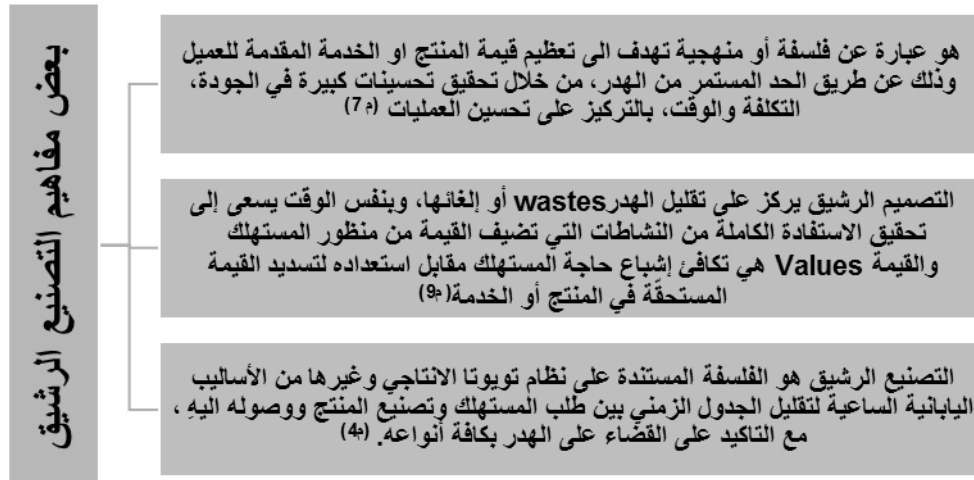 بعض مفاهيم التصنيع الرشيق
هو عبارة عن فلسفة أو منهجية تهدف الى تعظيم قيمة المنتج او الخدمة المقدمة للعميل
وذلك عن طريق الحد المستمر من الهدر، من خلال تحقيق تحسينات كبيرة في الجودة،
التكلفة والوقت، بالتركيز على تحسين العمليات (م7)
التصميم الرشيق يركز على تقليل الهدرwastes أو إلغائها، وبنفس الوقت يسعى إلى
تحقيق الاستفادة الكاملة من النشاطات التي تضيف القيمة من منظور المستهلك
والقيمة Values هي تكافئ إشباع حاجة المستهلك مقابل استعداده لتسديد القيمة
المستحقّة في المنتج أو الخدمة(م9)
التصنيع الرشيق هو الفلسفة المستندة على نظام تويوتا الانتاجي وغيرها من الأساليب
اليابانية الساعية لتقليل الجدول الزمني بين طلب المستهلك وتصنيع المنتج ووصوله اليهِ ،
مع التاكيد على القضاء على الهدر بكافة أنواعه. (م4)